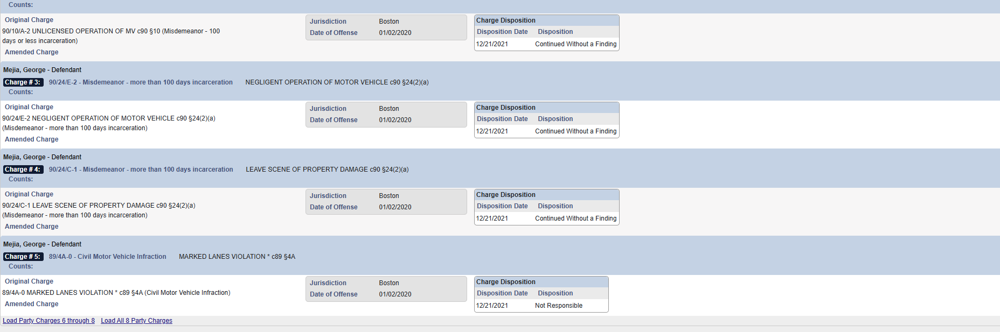 Counts:
Original Charge
90/10/A-2 UNLICENSED OPERATION OF MV c90 §10 (Misdemeanor - 100
days or less incarceration)
Amended Charge
Jurisdiction Boston
Date of Offense 01/02/2020
Charge Disposition
Disposition Date Disposition
12/21/2021 Continued Without a Finding
Mejia, George - Defendant
Charge # 3: 90/24/E-2 - Misdemeanor - more than 100 days incarceration NEGLIGENT OPERATION OF MOTOR VEHICLE c90 §24(2)(a)
Counts:
Original Charge
90/24/E-2 NEGLIGENT OPERATION OF MOTOR VEHICLE c90 §24(2)(a)
(Misdemeanor - more than 100 days incarceration)
Amended Charge
Jurisdiction Boston
Date of Offense 01/02/2020
Charge Disposition
Disposition Date Disposition
12/21/2021 Continued Without a Finding
Mejia, George - Defendant
Charge # 4: 90/24/C-1 - Misdemeanor - more than 100 days incarceration LEAVE SCENE OF PROPERTY DAMAGE c90 §24(2)(a)
Counts:
Original Charge
90/24/C-1 LEAVE SCENE OF PROPERTY DAMAGE c90 §24(2)(a)
(Misdemeanor - more than 100 days incarceration)
Amended Charge
Jurisdiction Boston
Date of Offense 01/02/2020
Charge Disposition
Disposition Date Disposition
12/21/2021 Continued Without a Finding
Mejia, George - Defendant
Charge # 5: 89/4A-0 - Civil Motor Vehicle Infraction MARKED LANES VIOLATION * c89 §4A
Counts:
Original Charge
89/4A-0 MARKED LANES VIOLATION * c89 §4A (Civil Motor Vehicle Infraction)
Amended Charge
Jurisdiction Boston
Date of Offense 01/02/2020
Charge Disposition
Disposition Date Disposition
12/21/2021 Not Responsible
Load Party Charges 6 through 8 Load All 8 Party Charges